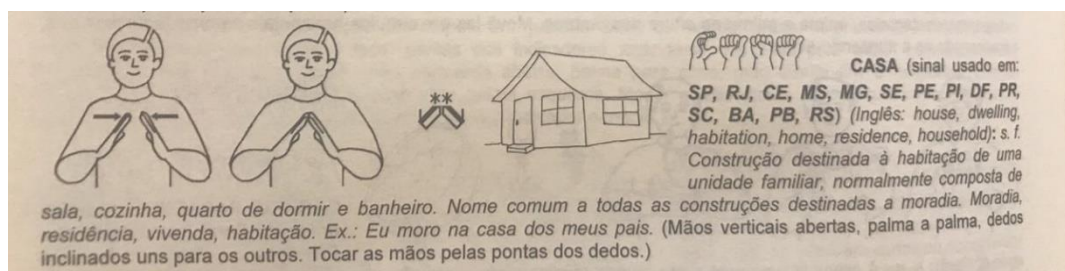 CASA (sinal usado em:
SP, RJ, CE, MS, MG, SE, PE, PI, DF, PR,
SC, BA, PB, RS) (Inglês: house, dwelling,
habitation, home, residence, household): s. f.
Construção destinada à habitação de uma
unidade familiar, normalmente composta de
sala, cozinha, quarto de dormir e banheiro. Nome comum a todas as construções destinadas a moradia. Moradia,
residência, vivenda, habitação. Ex.: Eu moro na casa dos meus pais. (Mãos verticais abertas, palma a palma, dedos
inclinados uns para os outros. Tocar as mãos pelas pontas dos dedos.)